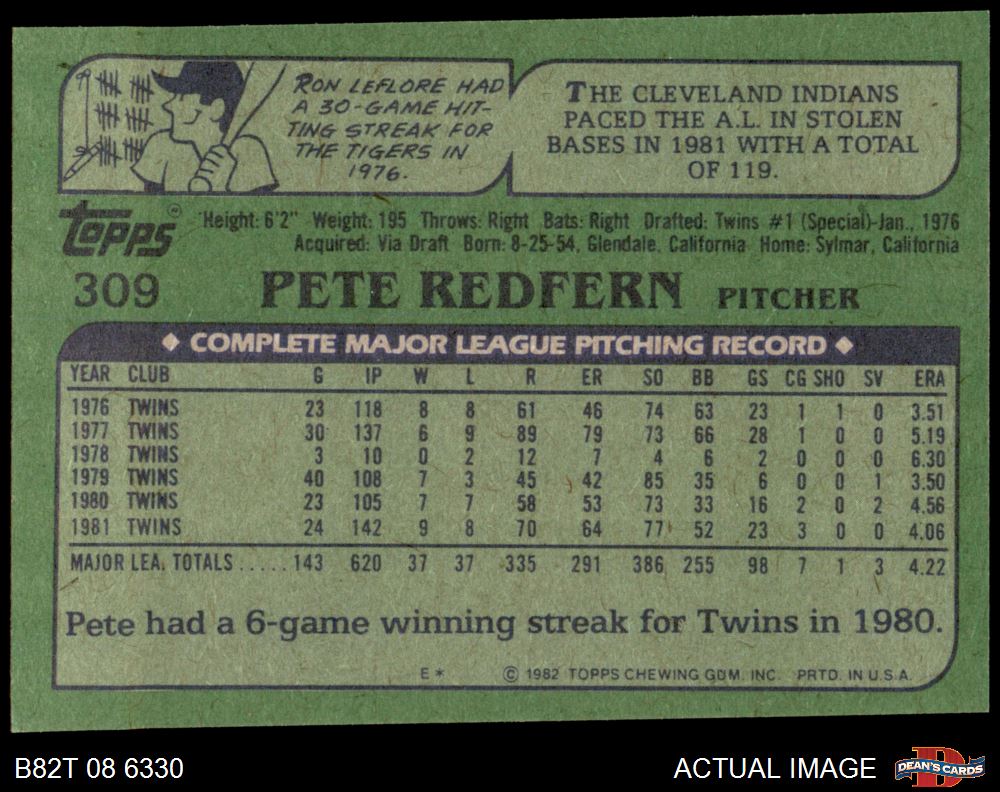 RON LEFLORE HAD
A 30-GAME HIT-
TING STREAK FOR
THE TIGERS IN
1976.
THE CLEVELAND INDIANS
PACED THE A.L. IN STOLEN
BASES IN 1981 WITH A TOTAL
OF 119.
TOPPS®
Height: 6'2" Weight: 195 Throws: Right Bats: Right Drafted: Twins #1 (Special)-Jan., 1976
Acquired: Via Draft Born: 8-25-54, Glendale, California Home: Sylmar, California
309 PETE REDFERN PITCHER
◆ COMPLETE MAJOR LEAGUE PITCHING RECORD ◆
YEAR CLUB G IP W L R ER SO BB GS CG SHO SV ERA
1976 TWINS 23 118 8 8 61 46 74 63 23 1 1 0 3.51
1977 TWINS 30 137 6 9 89 79 73 66 28 1 0 0 5.19
1978 TWINS 3 10 0 2 12 7 4 6 2 0 0 0 6.30
1979 TWINS 40 108 7 3 45 42 85 35 6 0 0 1 3.50
1980 TWINS 23 105 7 7 58 53 73 33 16 2 0 2 4.56
1981 TWINS 24 142 9 8 70 64 77 52 23 3 0 0 4.06
MAJOR LEA. TOTALS ..... 143 620 37 37 335 291 386 255 98 7 1 3 4.22
Pete had a 6-game winning streak for Twins in 1980.
E* © 1982 TOPPS CHEWING GUM, INC. PRTD. IN U.S.A.
B82T 08 6330
ACTUAL IMAGE
DEAN'S CARDS